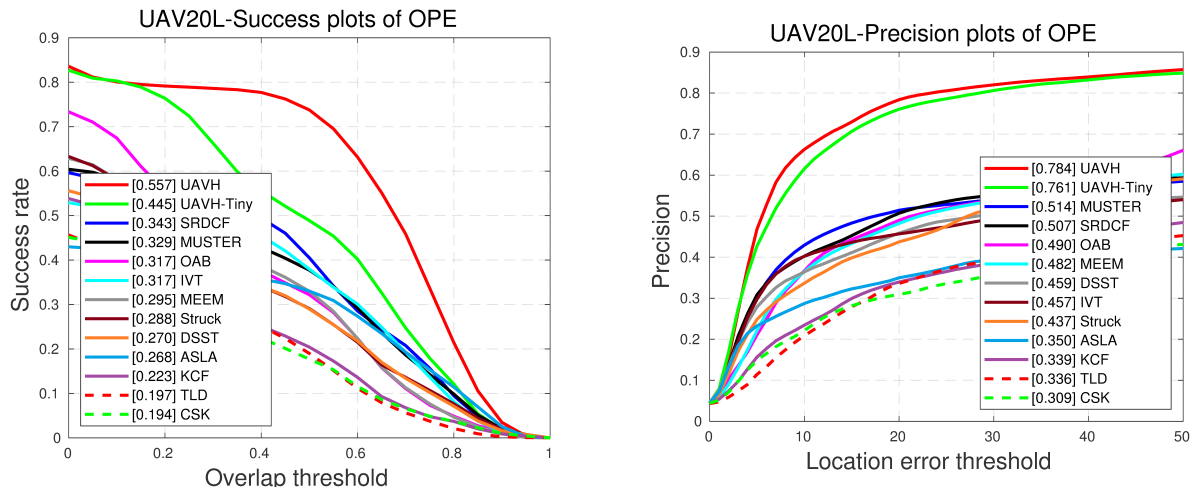 UAV20L-Success plots of OPE
0.9
0.8
0.7
0.6
0.5
0.4
0.3
0.2
0.1
0
Success rate
[0.557] UAVH
[0.445] UAVH-Tiny
[0.343] SRDCF
[0.329] MUSTER
[0.317] OAB
[0.317] IVT
[0.295] MEEM
[0.288] Struck
[0.270] DSST
[0.268] ASLA
[0.223] KCF
[0.197] TLD
[0.194] CSK
0 0.2 0.4 0.6 0.8 1
Overlap threshold
UAV20L-Precision plots of OPE
0.9
0.8
0.7
0.6
0.5
0.4
0.3
0.2
0.1
0
Precision
[0.784] UAVH
[0.761] UAVH-Tiny
[0.514] MUSTER
[0.507] SRDCF
[0.490] OAB
[0.482] MEEM
[0.459] DSST
[0.457] IVT
[0.437] Struck
[0.350] ASLA
[0.339] KCF
[0.336] TLD
[0.309] CSK
0 10 20 30 40 50
Location error threshold